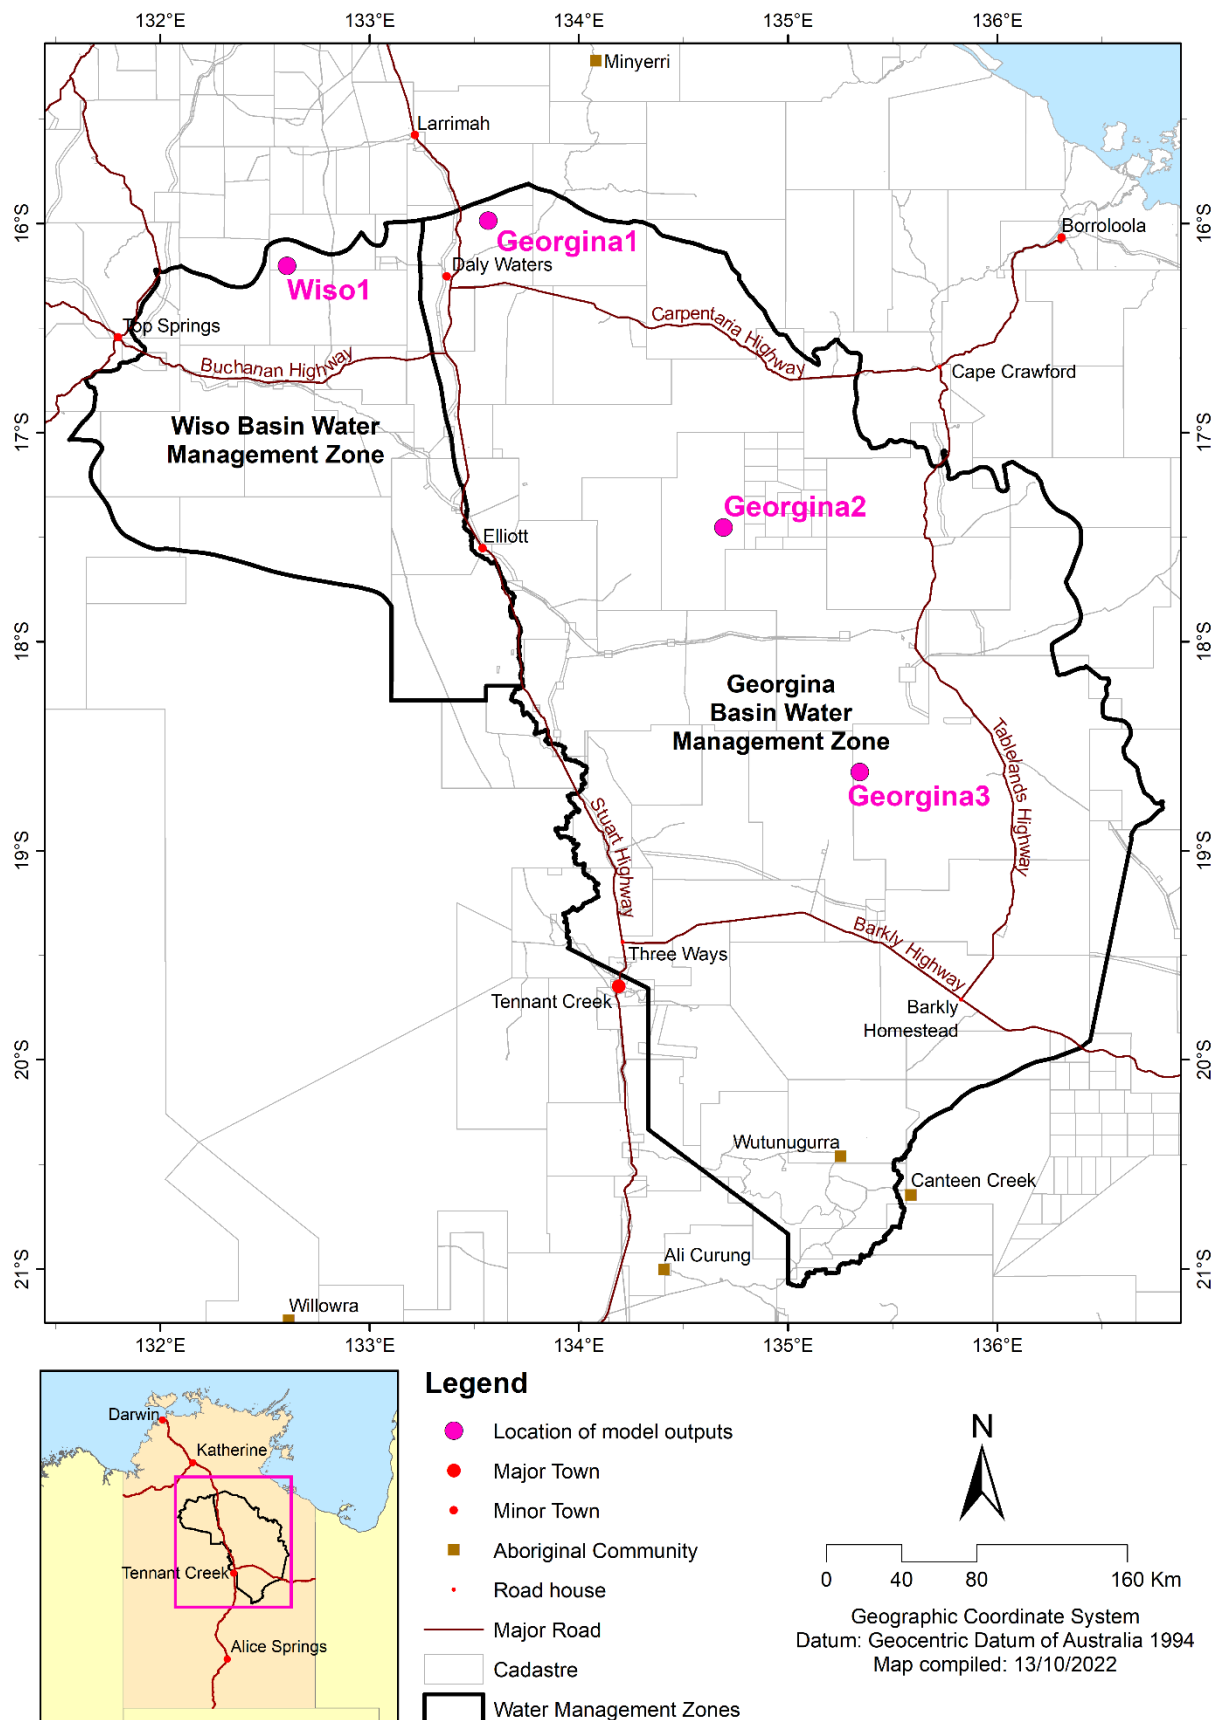 132°E 133°E 134°E 135°E 136°E
Minyerri
Larrimah
16°S
16°S
Borroloola
Georgina1
Daly Waters
Wiso1
Top Springs
Carpentaria Highway
Buchanan Highway
Cape Crawford
Wiso Basin Water
Management Zone
17°S
17°S
Georgina2
Elliott
18°S
18°S
Georgina
Basin Water
Management Zone
Tablelands Highway
Georgina3
Stuart Highway
19°S
19°S
Barkly Highway
Three Ways
Tennant Creek
Barkly
Homestead
20°S
20°S
Wutunugurra
Canteen Creek
Ali Curung
21°S
21°S
Willowra
132°E 133°E 134°E 135°E 136°E
Darwin
Katherine
Tennant Creek
Alice Springs
Legend
Location of model outputs
Major Town
Minor Town
Aboriginal Community
Road house
Major Road
Cadastre
Water Management Zones
N
0 40 80 160 Km
Geographic Coordinate System
Datum: Geocentric Datum of Australia 1994
Map compiled: 13/10/2022